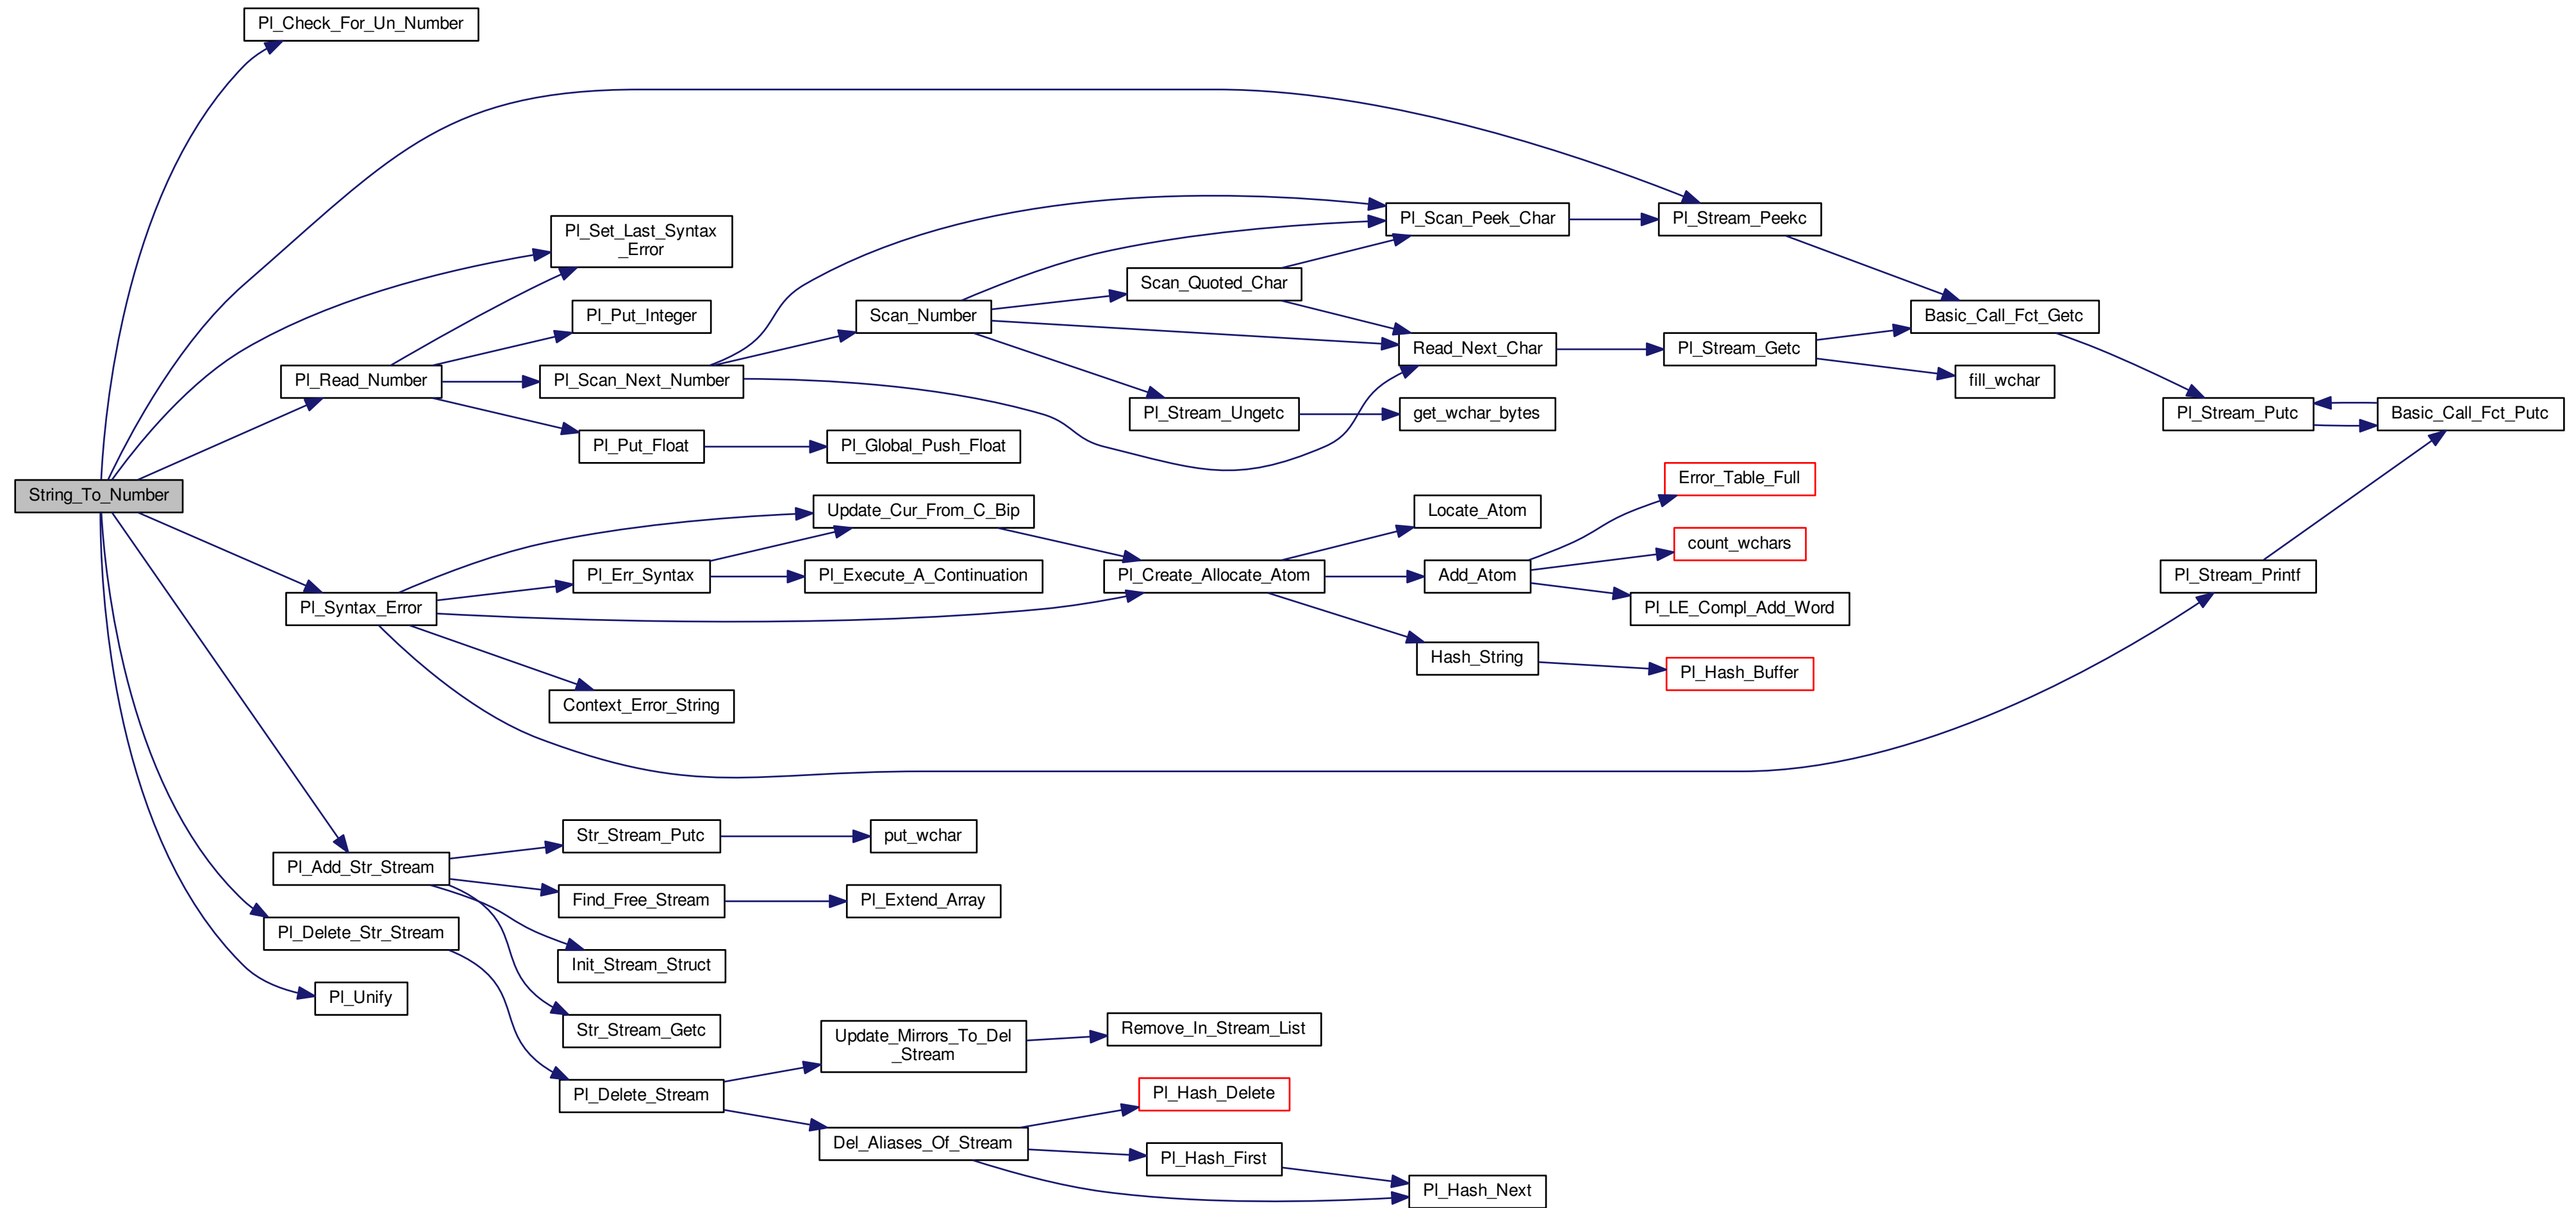 Pl_Check_For_Un_Number
Pl_Set_Last_Syntax
_Error
Pl_Scan_Peek_Char
Pl_Stream_Peekc
Scan_Quoted_Char
Pl_Put_Integer
Scan_Number
Basic_Call_Fct_Getc
Read_Next_Char
Pl_Stream_Getc
Pl_Read_Number
Pl_Scan_Next_Number
fill_wchar
Pl_Stream_Ungetc
get_wchar_bytes
Pl_Stream_Putc
Basic_Call_Fct_Putc
Pl_Put_Float
Pl_Global_Push_Float
Error_Table_Full
String_To_Number
Update_Cur_From_C_Bip
Locate_Atom
count_wchars
Pl_Err_Syntax
Pl_Execute_A_Continuation
Pl_Create_Allocate_Atom
Add_Atom
Pl_Stream_Printf
Pl_Syntax_Error
Pl_LE_Compl_Add_Word
Hash_String
Pl_Hash_Buffer
Context_Error_String
Str_Stream_Putc
put_wchar
Pl_Add_Str_Stream
Find_Free_Stream
Pl_Extend_Array
Pl_Delete_Str_Stream
Init_Stream_Struct
Pl_Unify
Str_Stream_Getc
Update_Mirrors_To_Del
_Stream
Remove_In_Stream_List
Pl_Delete_Stream
Pl_Hash_Delete
Del_Aliases_Of_Stream
Pl_Hash_First
Pl_Hash_Next